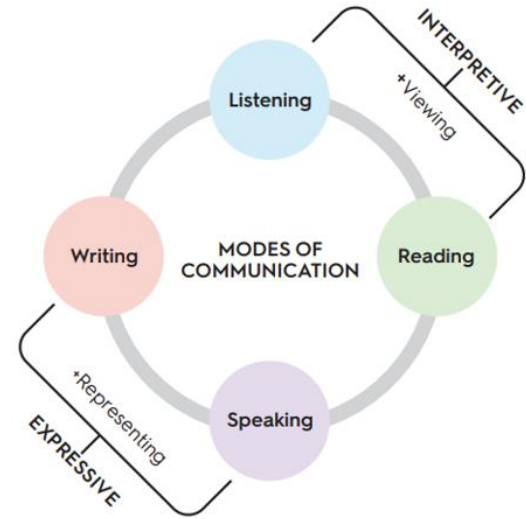 INTERPRETIVE
+Viewing
Listening
Writing
MODES OF
COMMUNICATION
Reading
+Representing
Speaking
EXPRESSIVE